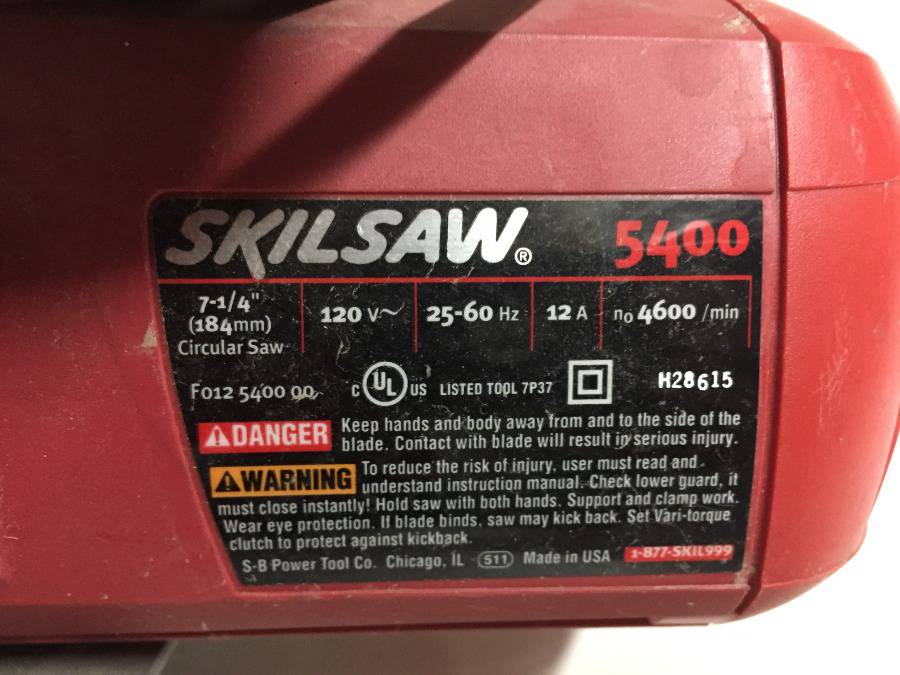 SKILSAW® 5400
7-1/4"
(184mm)
Circular Saw
120 V~
25-60 Hz
12 A
n₀ 4600 /min
F012 5400 00
C UL US LISTED TOOL 7P37
H28615
DANGER Keep hands and body away from and to the side of the
blade. Contact with blade will result in serious injury.
WARNING To reduce the risk of injury, user must read and
understand instruction manual. Check lower guard, it
must close instantly! Hold saw with both hands. Support and clamp work.
Wear eye protection. If blade binds, saw may kick back. Set Vari-torque
clutch to protect against kickback.
S-B Power Tool Co. Chicago, IL 511 Made in USA 1-877-SKIL999